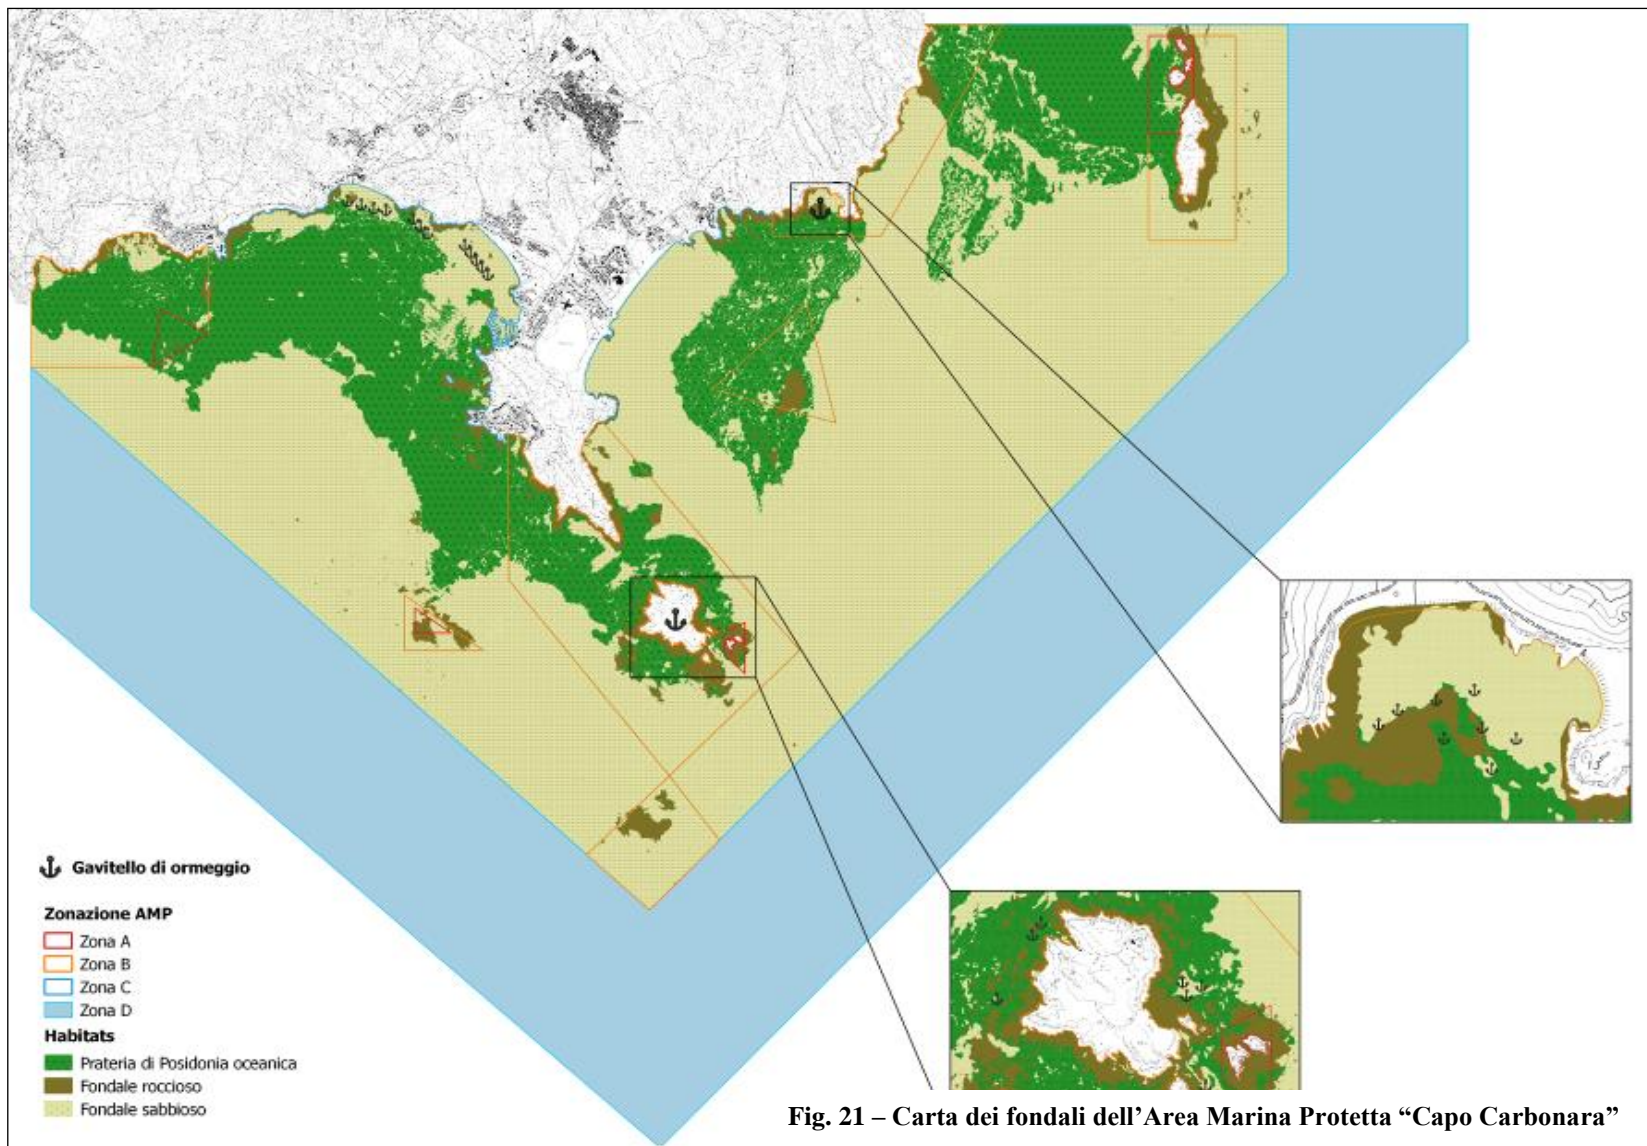 Gavitello di ormeggio
Zonazione AMP
Zona A
Zona B
Zona C
Zona D
Habitats
Prateria di Posidonia oceanica
Fondale roccioso
Fondale sabbioso
Fig. 21 – Carta dei fondali dell’Area Marina Protetta “Capo Carbonara”